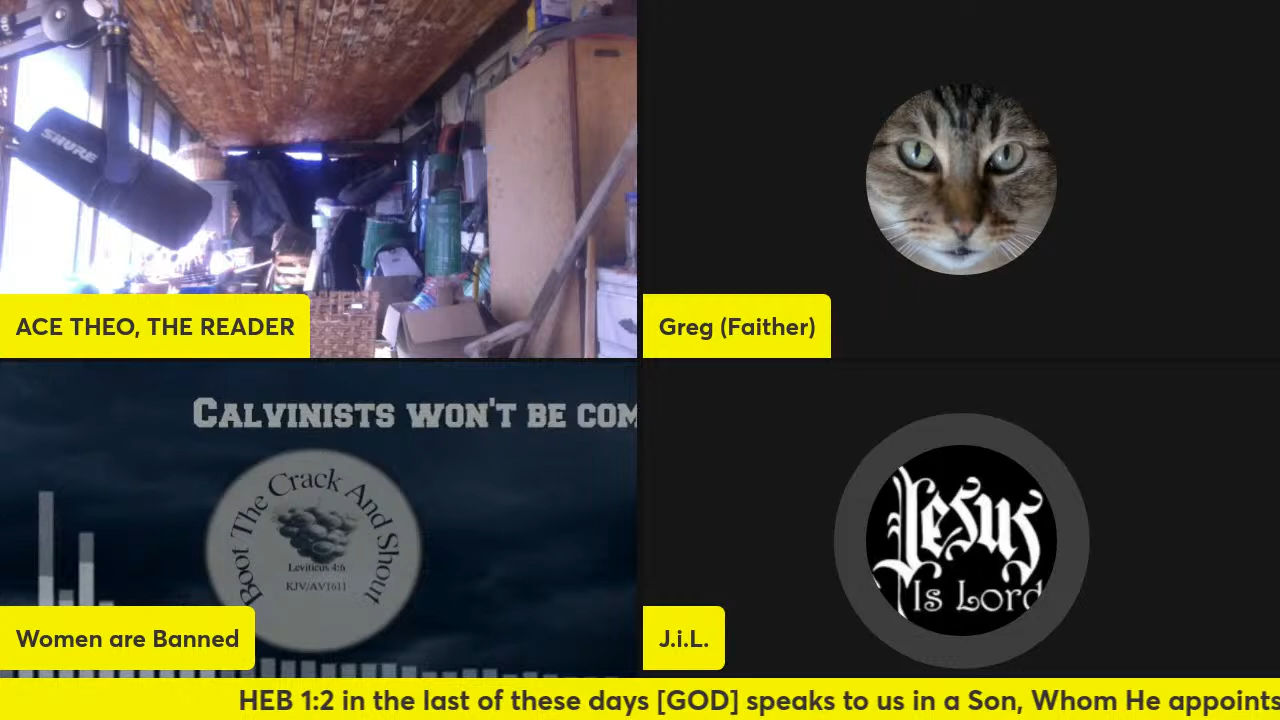 SHURE
ACE THEO, THE READER
Greg (Faither)
CALVINISTS WON'T BE COM
Boot The Crack And Shout
Leviticus 4:6
KJV/AV1611
Women are Banned
Jesus
Is Lord
J.i.L.
HEB 1:2 in the last of these days [GOD] speaks to us in a Son, Whom He appoints